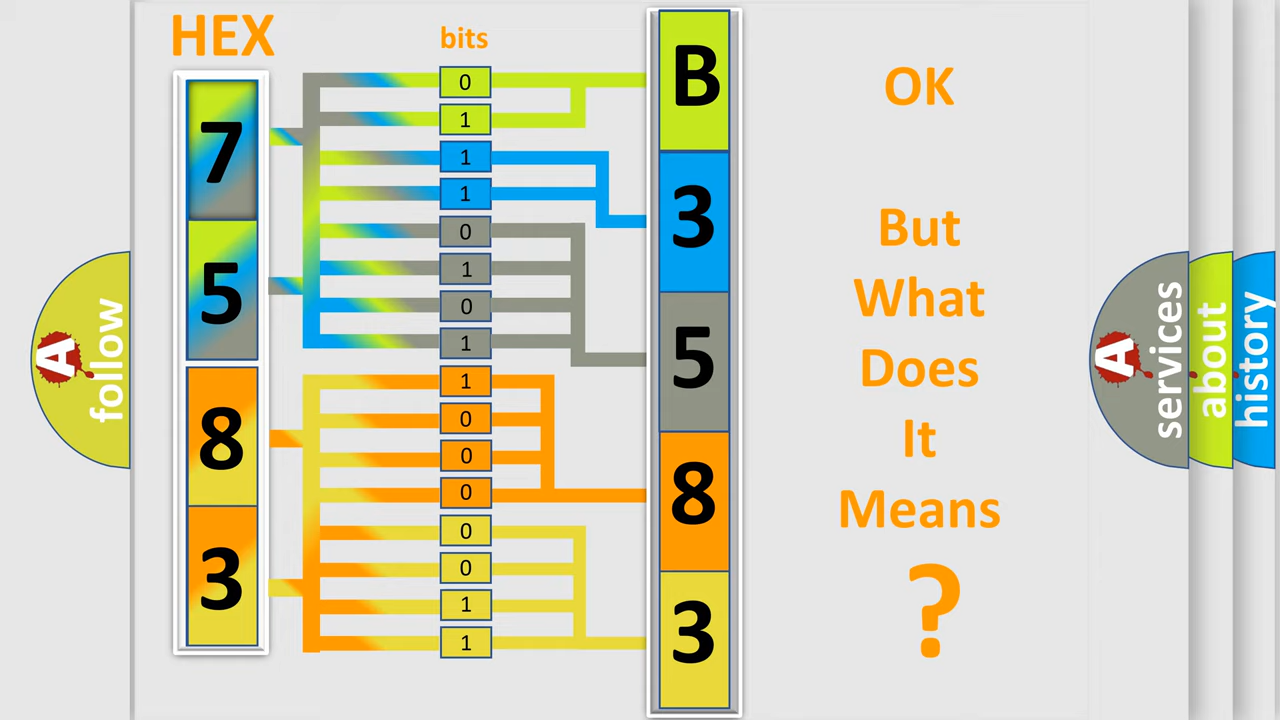 HEX
bits
7
5
8
3
0
1
1
1
0
1
0
1
1
0
0
0
0
0
1
1
B
3
5
8
3
OK
But
What
Does
It
Means
?
A
follow
A
services
about
history